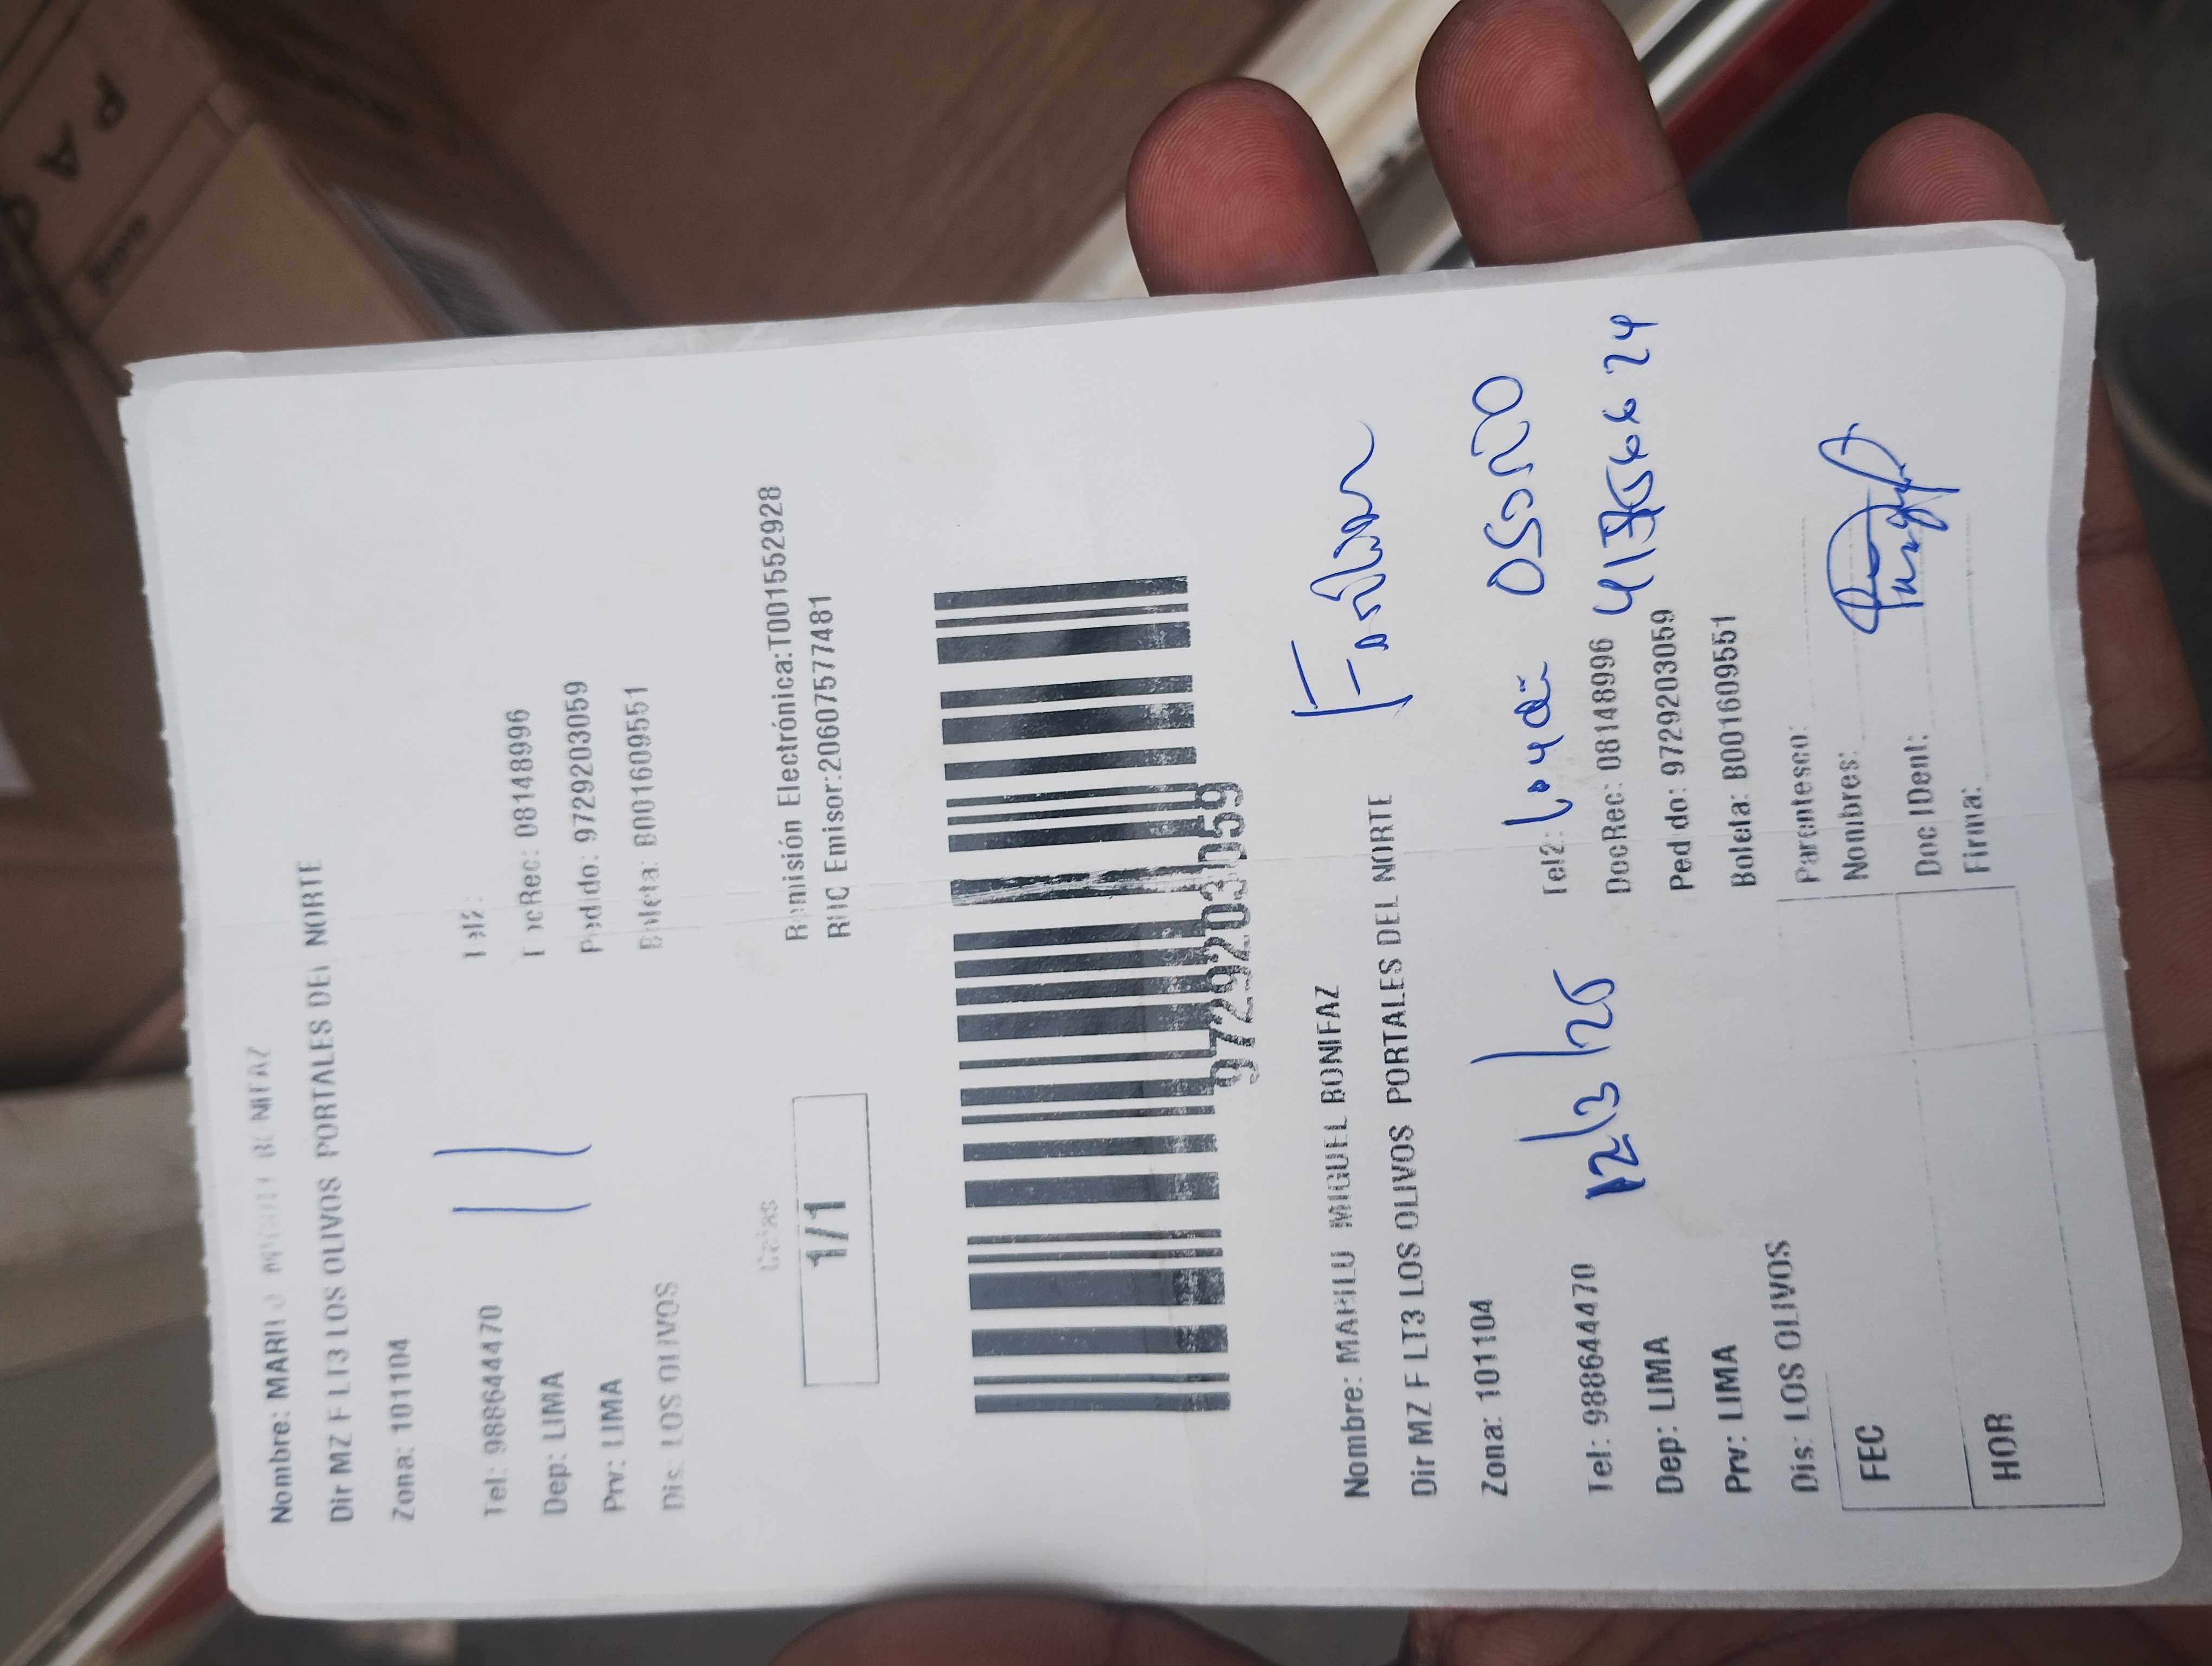 Nombre: MARILU MIGUEL BONIFAZ
Dir MZ F LT3 LOS OLIVOS PORTALES DEL NORTE
Zona: 101104
Tel: 988644470
Tel2:
Dep: LIMA
DocRec: 08148996
Prv: LIMA
Pedido: 9729203059
Dis: LOS OLIVOS
Boleta: B001609551
Cajas
1/1
Remisión Electrónica:T001552928
RUC Emisor:20607577481
9729203059
Nombre: MARILU MIGUEL BONIFAZ
Dir MZ F LT3 LOS OLIVOS PORTALES DEL NORTE
Zona: 101104
Tel: 988644470
12/3/25
Tel2:
Dep: LIMA
DocRec: 08148996
Prv: LIMA
Pedido: 9729203059
Dis: LOS OLIVOS
Boleta: B001609551
FEC
Parentesco:
Nombres:
HOR
Doc IDent:
Firma: